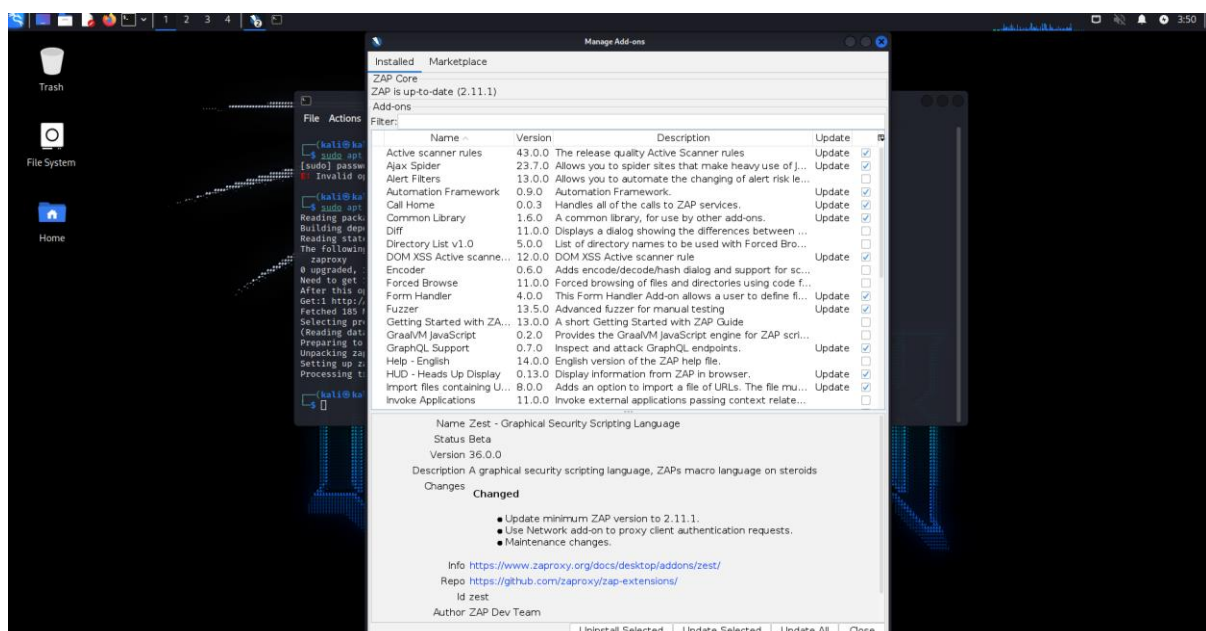 1 2 3 4
3:50
Trash
File System
Home
File Actions
(kali㉿ka
$ sudo apt
[sudo] passw
E: Invalid o
(kali㉿ka
$ sudo apt
Reading pack
Building dep
Reading stat
The following
zaproxy
0 upgraded,
Need to get
After this o
Get:1 http:/
Fetched 185
Selecting pr
(Reading dat
Preparing to
Unpacking za
Setting up z
Processing t
(kali㉿ka
$
Manage Add-ons
Installed Marketplace
ZAP Core
ZAP is up-to-date (2.11.1)
Add-ons
Filter:
Name Version Description Update
Active scanner rules 43.0.0 The release quality Active Scanner rules Update
Ajax Spider 23.7.0 Allows you to spider sites that make heavy use of J... Update
Alert Filters 13.0.0 Allows you to automate the changing of alert risk le...
Automation Framework 0.9.0 Automation Framework. Update
Call Home 0.0.3 Handles all of the calls to ZAP services. Update
Common Library 1.6.0 A common library, for use by other add-ons. Update
Diff 11.0.0 Displays a dialog showing the differences between ...
Directory List v1.0 5.0.0 List of directory names to be used with Forced Bro...
DOM XSS Active scanne... 12.0.0 DOM XSS Active scanner rule Update
Encoder 0.6.0 Adds encode/decode/hash dialog and support for sc...
Forced Browse 11.0.0 Forced browsing of files and directories using code f...
Form Handler 4.0.0 This Form Handler Add-on allows a user to define fi... Update
Fuzzer 13.5.0 Advanced fuzzer for manual testing Update
Getting Started with ZA... 13.0.0 A short Getting Started with ZAP Guide
GraalVM JavaScript 0.2.0 Provides the GraalVM JavaScript engine for ZAP scri...
GraphQL Support 0.7.0 Inspect and attack GraphQL endpoints. Update
Help - English 14.0.0 English version of the ZAP help file.
HUD - Heads Up Display 0.13.0 Display information from ZAP in browser. Update
Import files containing U... 8.0.0 Adds an option to import a file of URLs. The file mu... Update
Invoke Applications 11.0.0 Invoke external applications passing context relate...
Name Zest - Graphical Security Scripting Language
Status Beta
Version 36.0.0
Description A graphical security scripting language, ZAPs macro language on steroids
Changes
Changed
• Update minimum ZAP version to 2.11.1.
• Use Network add-on to proxy client authentication requests.
• Maintenance changes.
Info https://www.zaproxy.org/docs/desktop/addons/zest/
Repo https://github.com/zaproxy/zap-extensions/
Id zest
Author ZAP Dev Team
Uninstall Selected Update Selected Update All Close